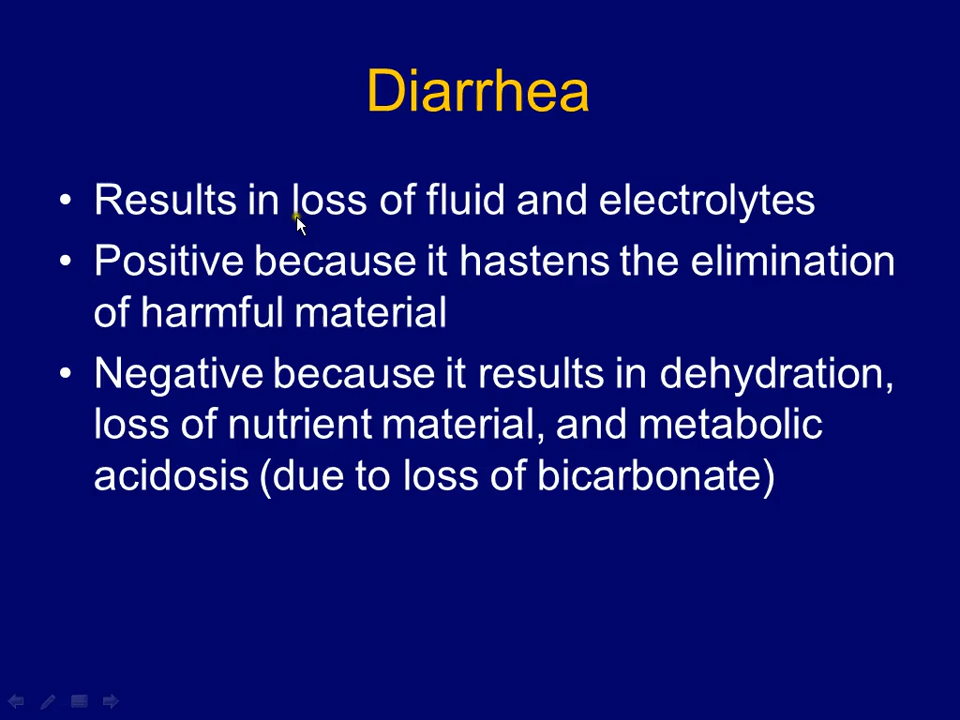 Diarrhea
• Results in loss of fluid and electrolytes
• Positive because it hastens the elimination
of harmful material
• Negative because it results in dehydration,
loss of nutrient material, and metabolic
acidosis (due to loss of bicarbonate)